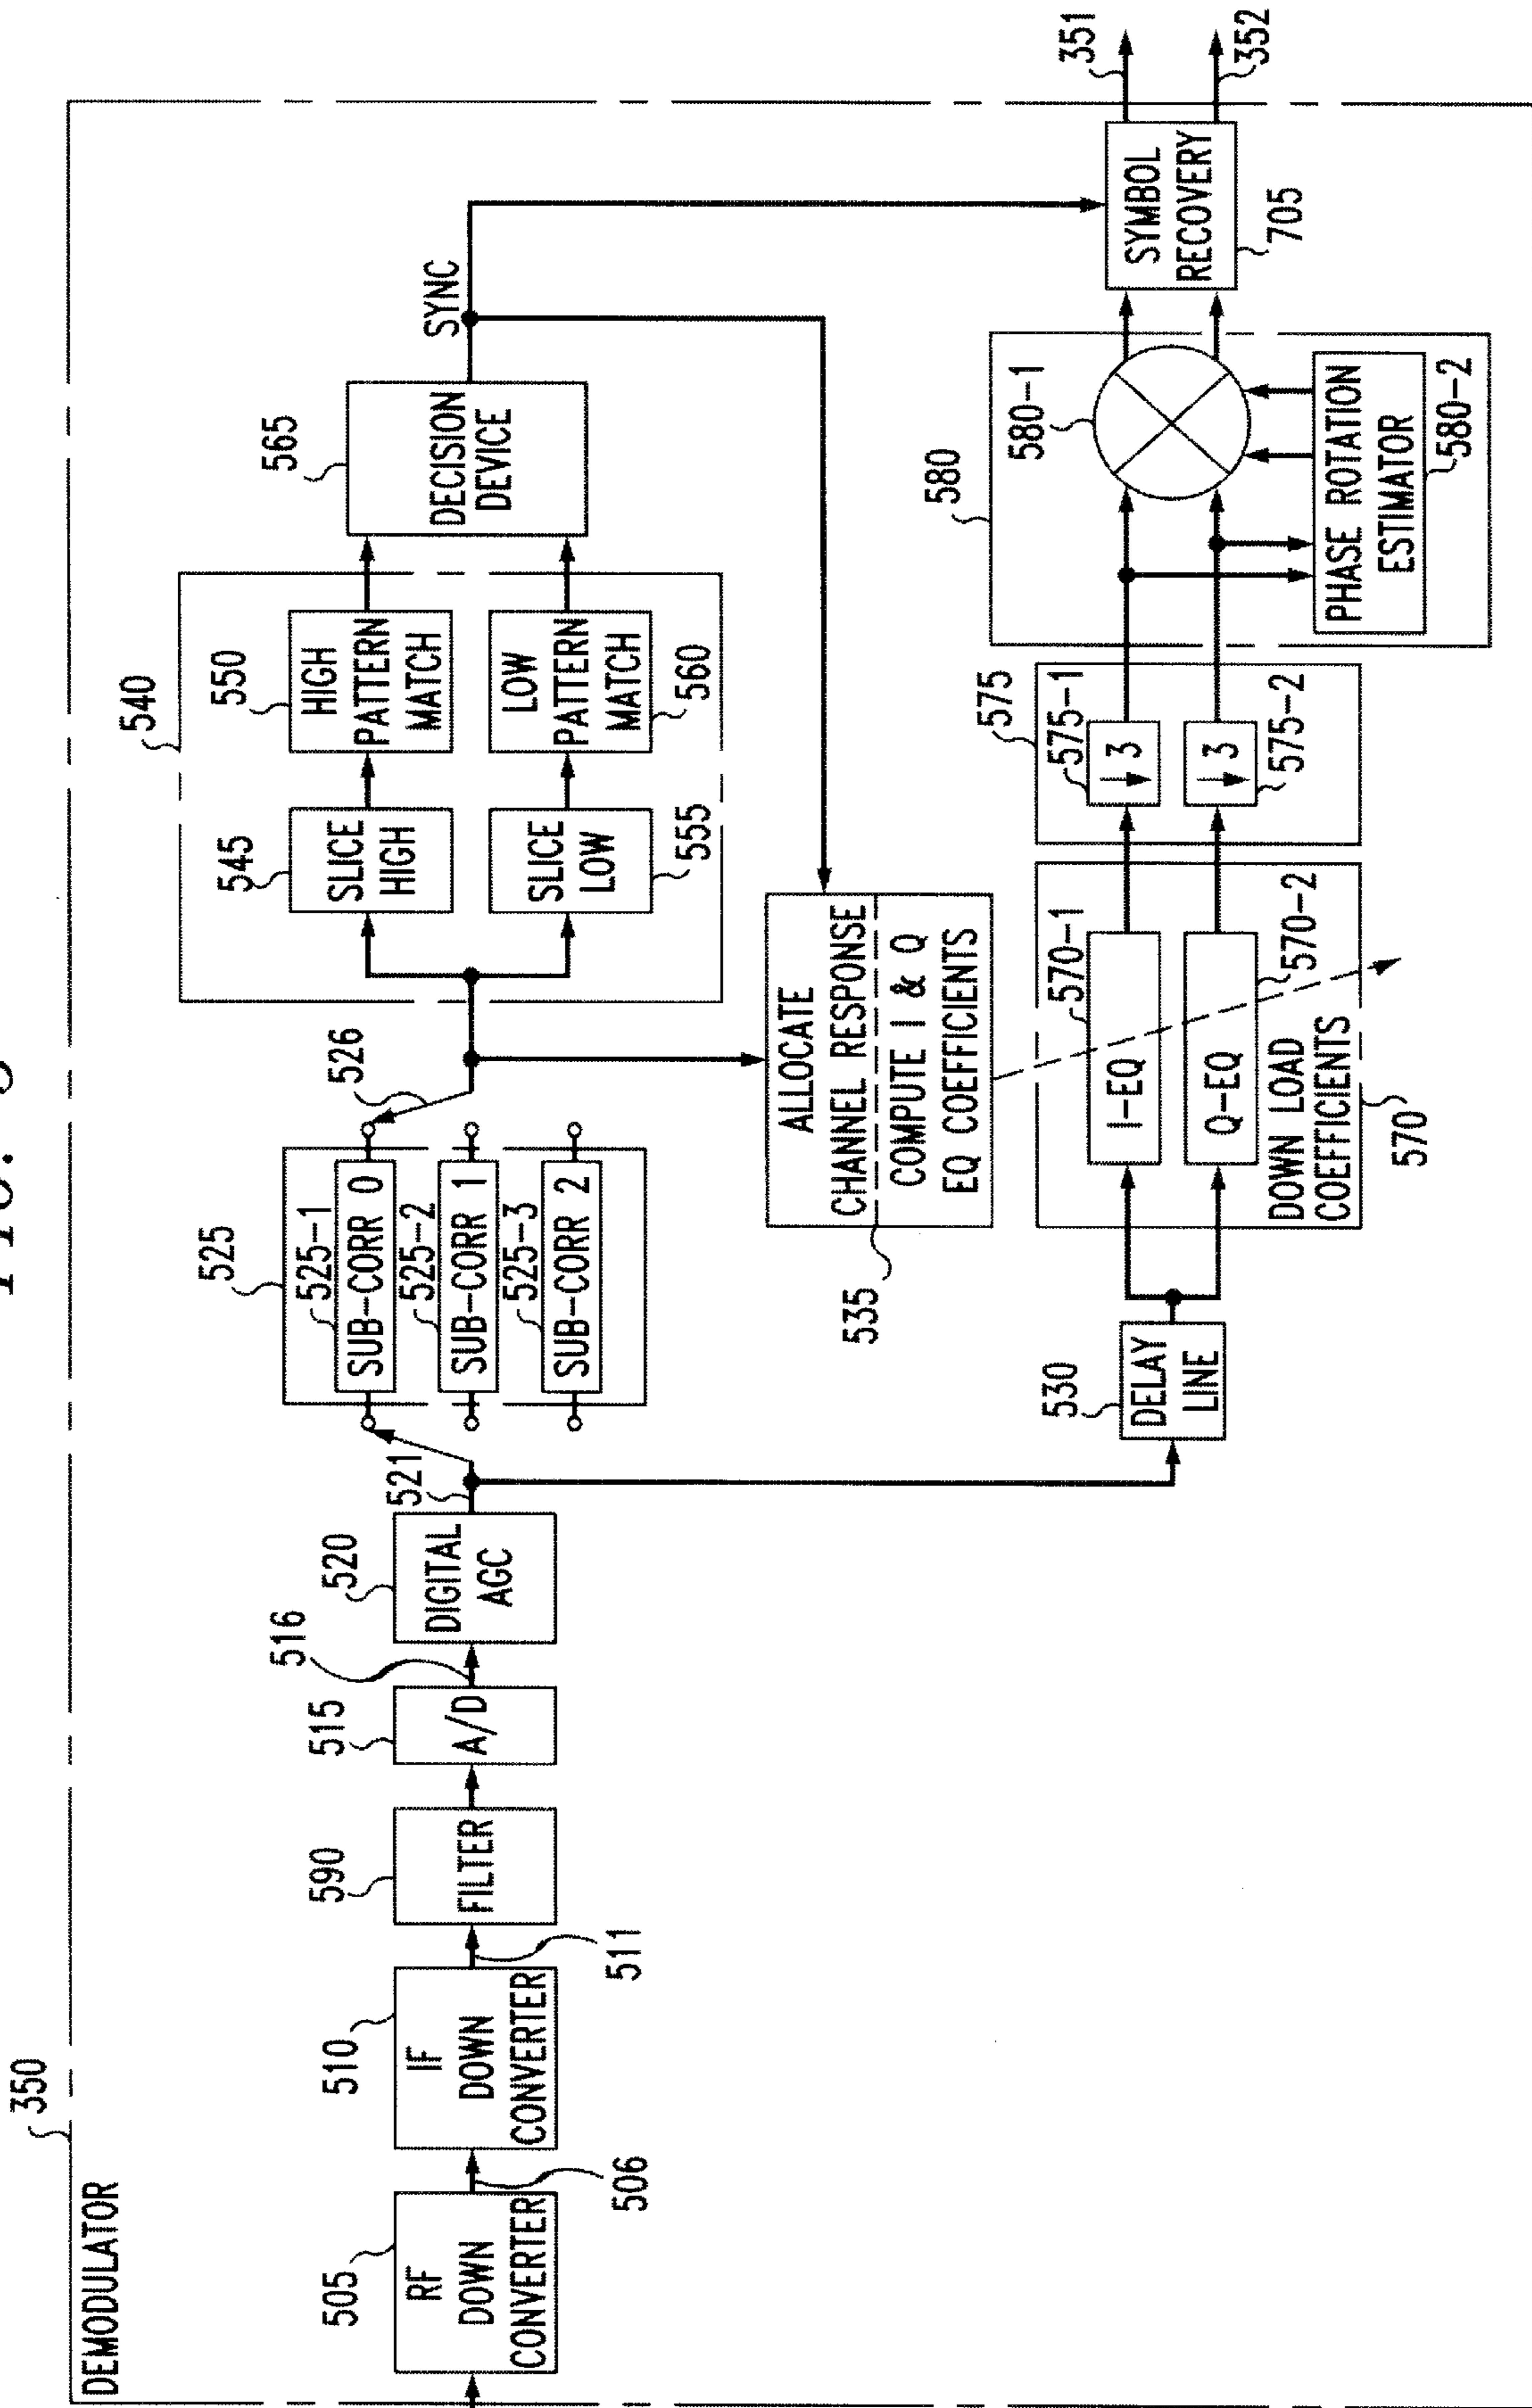 FIG. 5
350
DEMODULATOR
505
RF
DOWN
CONVERTER
506
510
IF
DOWN
CONVERTER
511
590
FILTER
515
A/D
516
520
DIGITAL
AGC
521
525
525-1
SUB-CORR 0
525-2
SUB-CORR 1
525-3
SUB-CORR 2
526
540
545
SLICE
HIGH
550
HIGH
PATTERN
MATCH
SLICE
LOW
555
LOW
PATTERN
MATCH
560
565
DECISION
DEVICE
SYNC
ALLOCATE
CHANNEL RESPONSE
COMPUTE I & Q
EQ COEFFICIENTS
535
530
DELAY
LINE
570-1
I-EQ
Q-EQ
570-2
DOWN LOAD
COEFFICIENTS
570
575
575-1
3
3
575-2
580
580-1
PHASE ROTATION
ESTIMATOR
580-2
SYMBOL
RECOVERY
705
351
352